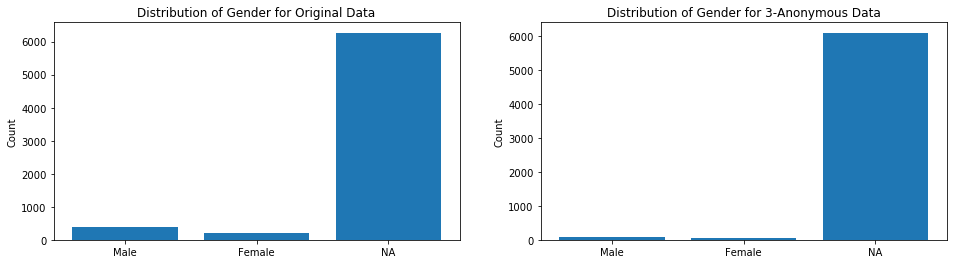 Distribution of Gender for Original Data
Count
6000
5000
4000
3000
2000
1000
0
Male Female NA
Distribution of Gender for 3-Anonymous Data
Count
6000
5000
4000
3000
2000
1000
0
Male Female NA